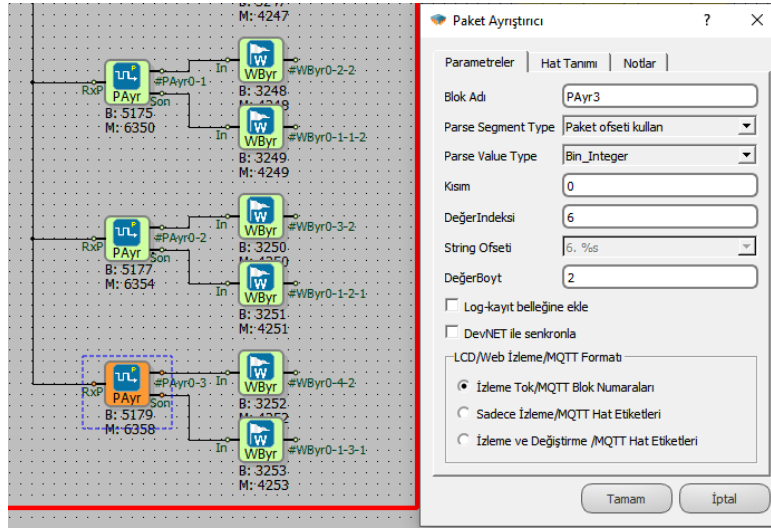 M: 4247
In
W
WByr
#WByr0-2-2
RxP
P
PAyr
#PAyr0-1
Son
B: 3248
B: 5175
M: 6350
In
W
WByr
#WByr0-1-1-2
B: 3249
M: 4249
In
W
WByr
#WByr0-3-2
RxP
P
PAyr
#PAyr0-2
Son
B: 3250
B: 5177
M: 6354
In
W
WByr
#WByr0-1-2-1
B: 3251
M: 4251
In
W
WByr
#WByr0-4-2
RxP
P
PAyr
#PAyr0-3
Son
B: 3252
B: 5179
M: 6358
In
W
WByr
#WByr0-1-3-1
B: 3253
M: 4253
Paket Ayrıştırıcı ? X
Parametreler Hat Tanımı Notlar
Blok Adı PAyr3
Parse Segment Type Paket ofseti kullan
Parse Value Type Bin_Integer
Kısım 0
DeğerIndeksi 6
String Ofseti 6. %s
DeğerBoyt 2
Log-kayıt belleğine ekle
DevNET ile senkronla
LCD/Web İzleme/MQTT Formatı
İzleme Tok/MQTT Blok Numaraları
Sadece İzleme/MQTT Hat Etiketleri
İzleme ve Değiştirme /MQTT Hat Etiketleri
Tamam İptal